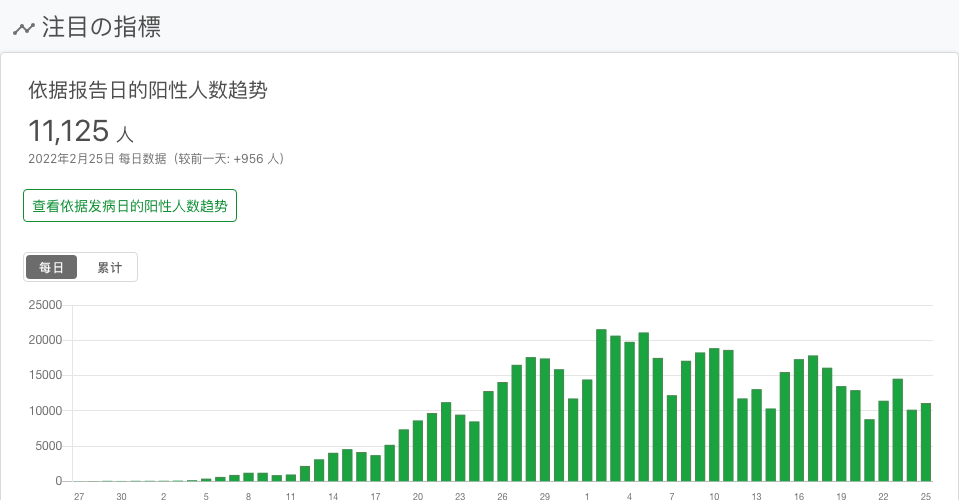 注目の指標
依据报告日的阳性人数趋势
11,125 人
2022年2月25日 每日数据（较前一天: +956 人）
查看依据发病日的阳性人数趋势
每日 累计
25000
20000
15000
10000
5000
0
27 30 2 5 8 11 14 17 20 23 26 29 1 4 7 10 13 16 19 22 25